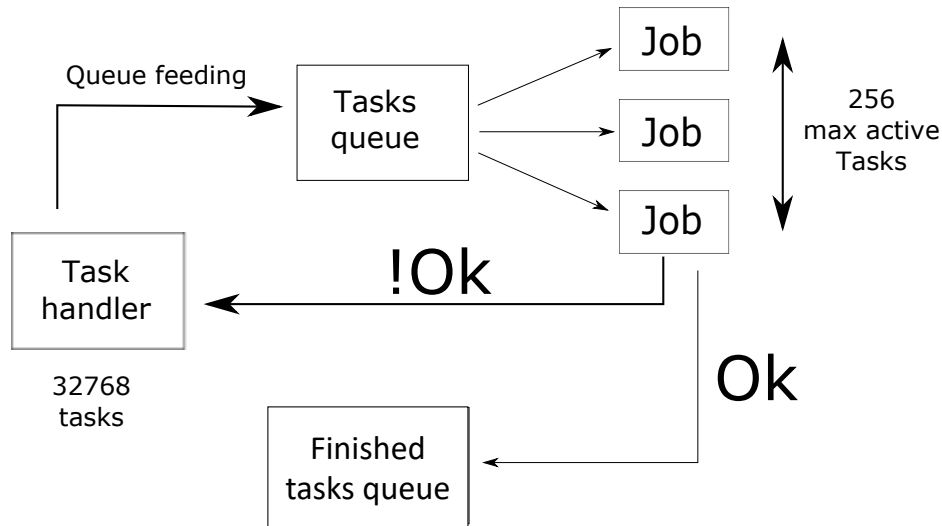 Queue feeding
Tasks
queue
Job
Job
Job
256
max active
Tasks
Task
handler
!Ok
32768
tasks
Ok
Finished
tasks queue